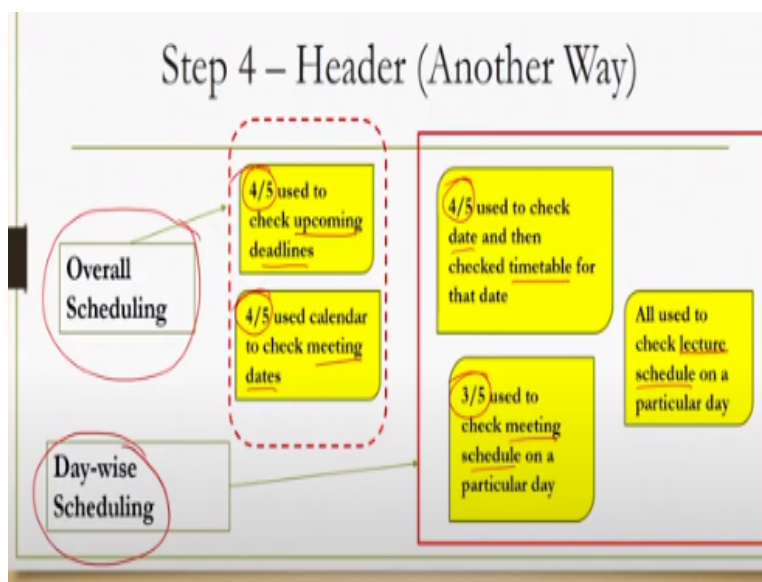 Step 4 – Header (Another Way)
Overall
Scheduling
4/5 used to
check upcoming
deadlines
4/5 used calendar
to check meeting
dates
Day-wise
Scheduling
4/5 used to check
date and then
checked timetable for
that date
3/5 used to
check meeting
schedule on a
particular day
All used to
check lecture
schedule on a
particular day